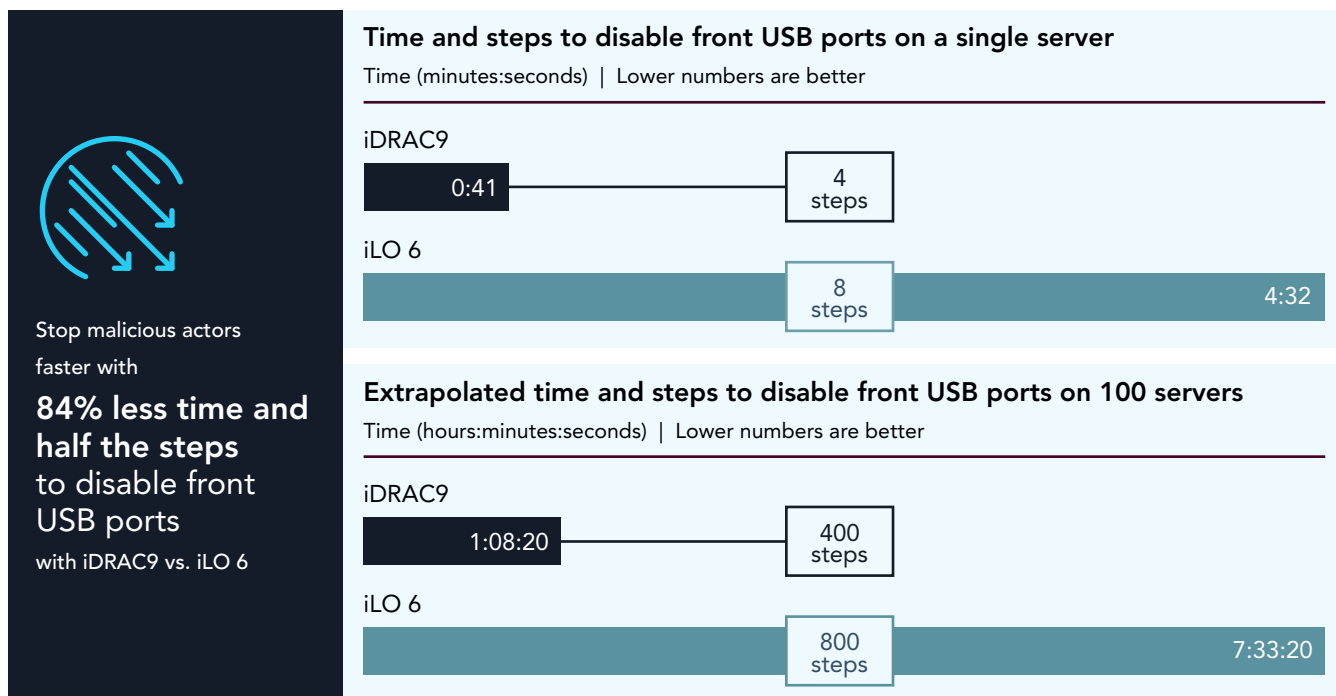 Stop malicious actors
faster with
84% less time and
half the steps
to disable front
USB ports
with iDRAC9 vs. iLO 6
Time and steps to disable front USB ports on a single server
Time (minutes:seconds) | Lower numbers are better
iDRAC9
0:41
4
steps
iLO 6
8
steps
4:32
Extrapolated time and steps to disable front USB ports on 100 servers
Time (hours:minutes:seconds) | Lower numbers are better
iDRAC9
1:08:20
400
steps
iLO 6
800
steps
7:33:20